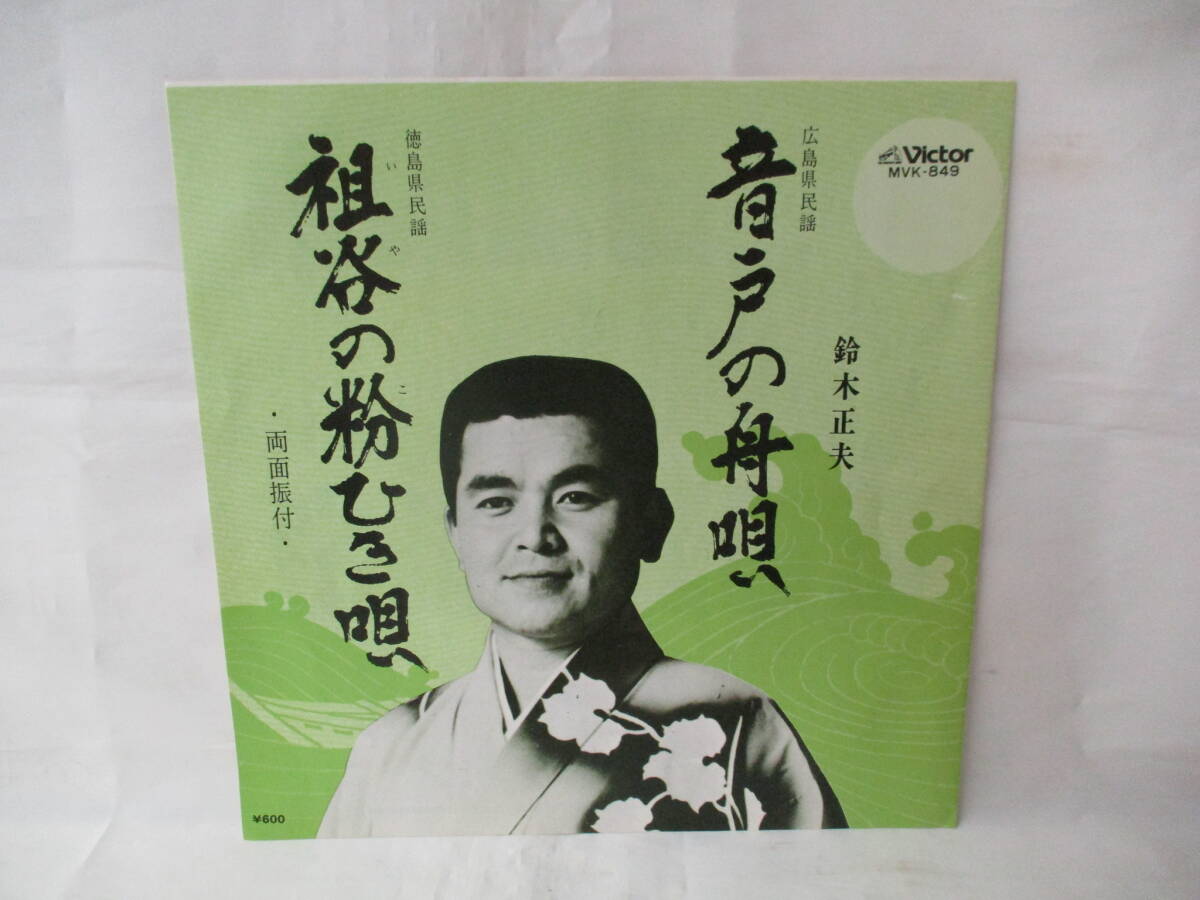 Victor
MVK-849
広島県民謡
音戸の舟唄
鈴木正夫
徳島県民謡
祖谷の粉ひき唄
いや
こ
・両面振付・
¥600